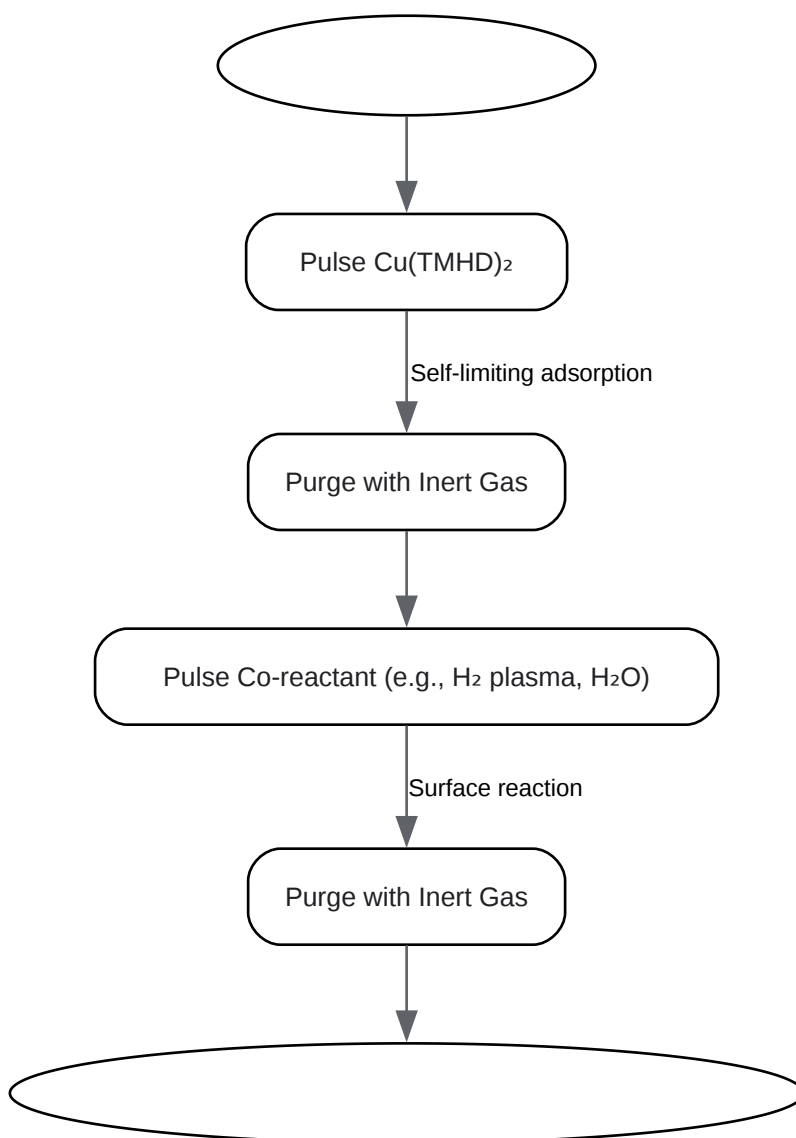 Pulse Cu(TMHD)₂
Self-limiting adsorption
Purge with Inert Gas
Pulse Co-reactant (e.g., H₂ plasma, H₂O)
Surface reaction
Purge with Inert Gas